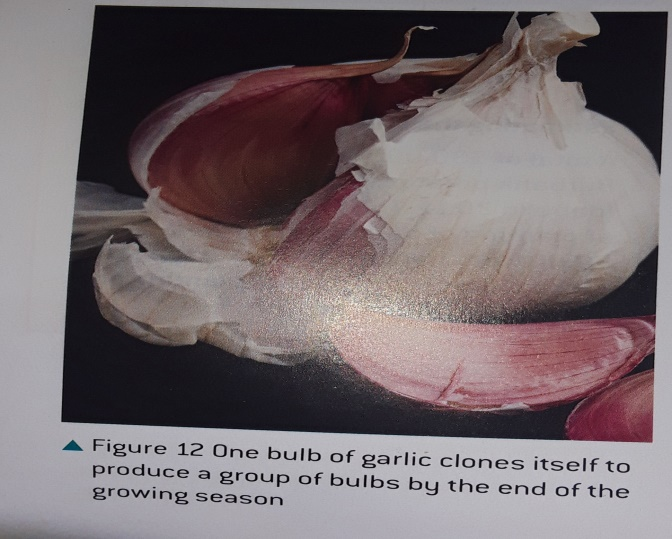 Figure 12 One bulb of garlic clones itself to
produce a group of bulbs by the end of the
growing season